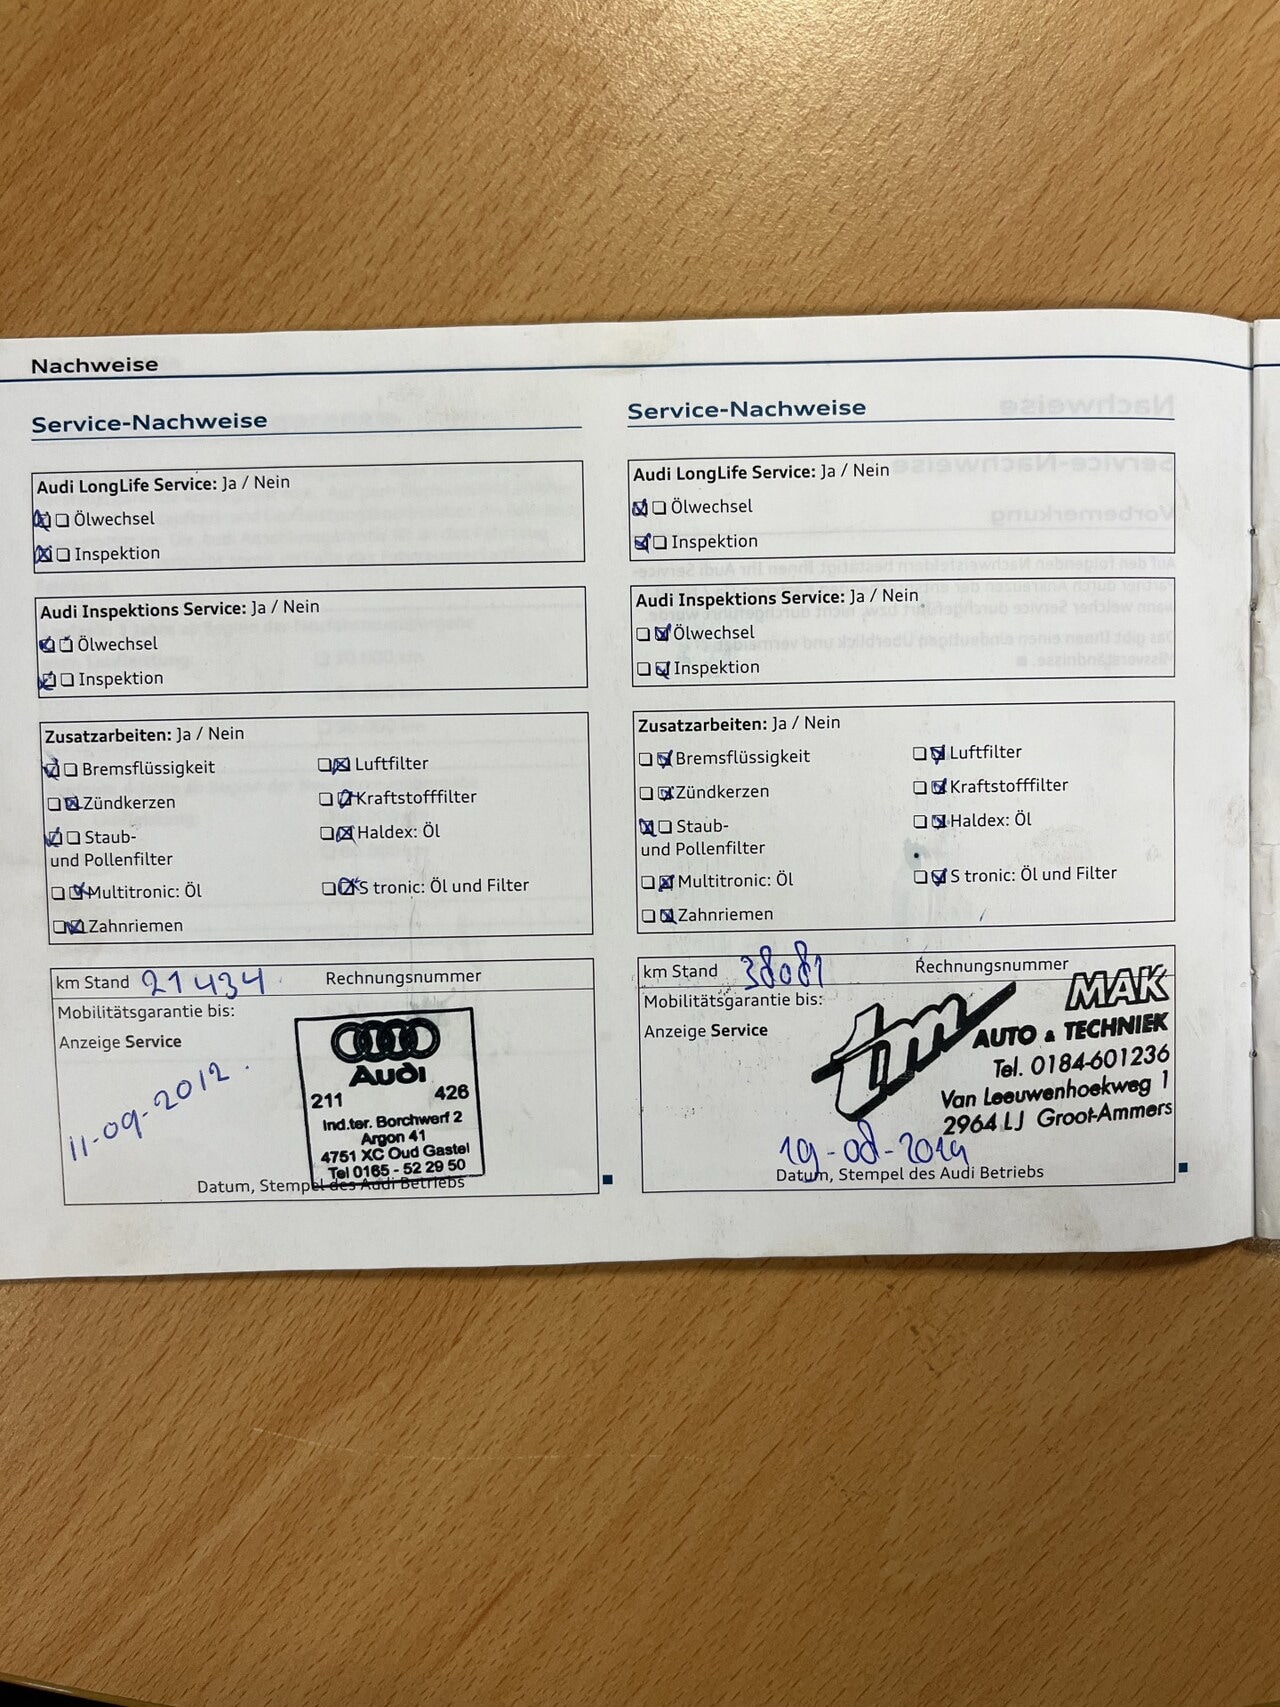 Nachweise
Service-Nachweise
Audi LongLife Service: Ja / Nein
Ölwechsel
Inspektion
Audi Inspektions Service: Ja / Nein
Ölwechsel
Inspektion
Zusatzarbeiten: Ja / Nein
Bremsflüssigkeit
Luftfilter
Zündkerzen
Kraftstofffilter
Staub-
und Pollenfilter
Haldex: Öl
Multitronic: Öl
S tronic: Öl und Filter
Zahnriemen
km Stand 21434 Rechnungsnummer
Mobilitätsgarantie bis:
Anzeige Service
11-09-2012.
Audi
211 426
Ind.ter. Borchwerf 2
Argon 41
4751 XC Oud Gastel
Tel 0165 - 52 29 50
Datum, Stempel des Audi Betriebs
Service-Nachweise
Audi LongLife Service: Ja / Nein
Ölwechsel
Inspektion
Audi Inspektions Service: Ja / Nein
Ölwechsel
Inspektion
Zusatzarbeiten: Ja / Nein
Bremsflüssigkeit
Luftfilter
Zündkerzen
Kraftstofffilter
Staub-
und Pollenfilter
Haldex: Öl
Multitronic: Öl
S tronic: Öl und Filter
Zahnriemen
km Stand 38081 Rechnungsnummer
Mobilitätsgarantie bis:
Anzeige Service
tm
MAK
AUTO & TECHNIEK
Tel. 0184-601236
Van Leeuwenhoekweg 1
2964 LJ Groot-Ammers
19-08-2014
Datum, Stempel des Audi Betriebs